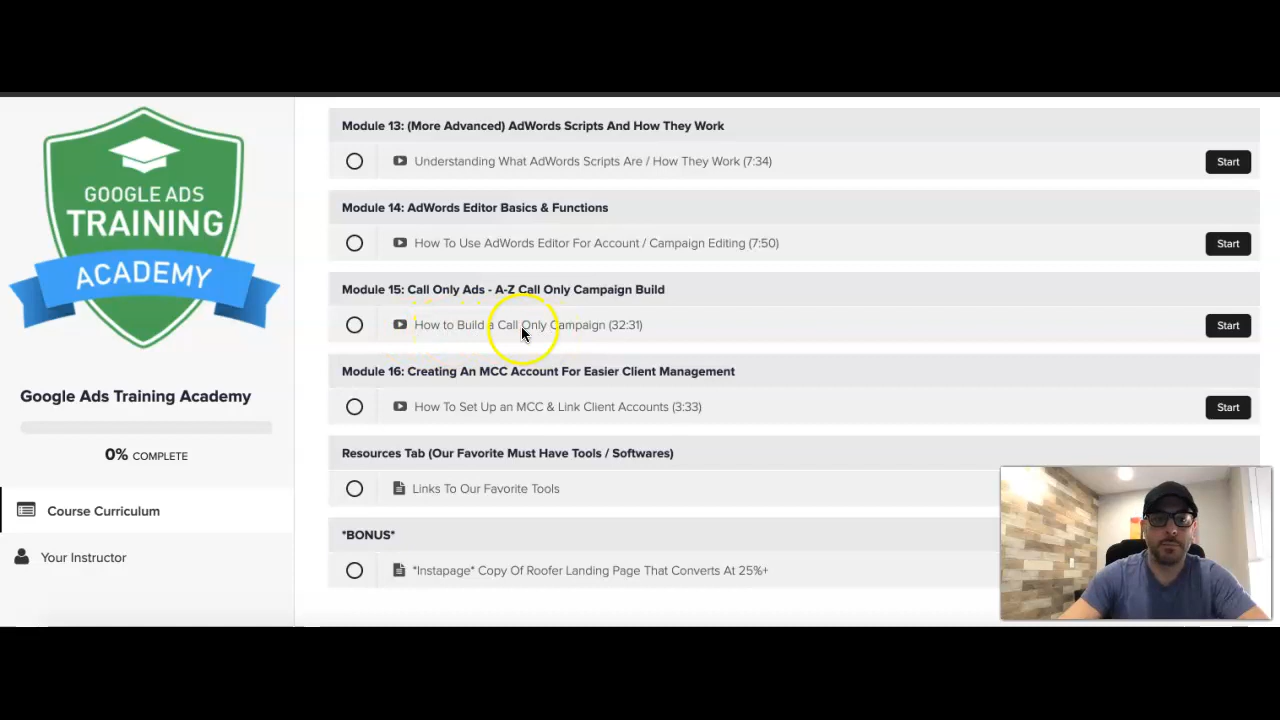 GOOGLE ADS
TRAINING
ACADEMY
Google Ads Training Academy
0% COMPLETE
Course Curriculum
Your Instructor
Module 13: (More Advanced) AdWords Scripts And How They Work
Understanding What AdWords Scripts Are / How They Work (7:34)
Start
Module 14: AdWords Editor Basics & Functions
How To Use AdWords Editor For Account / Campaign Editing (7:50)
Start
Module 15: Call Only Ads - A-Z Call Only Campaign Build
How to Build a Call Only Campaign (32:31)
Start
Module 16: Creating An MCC Account For Easier Client Management
How To Set Up an MCC & Link Client Accounts (3:33)
Start
Resources Tab (Our Favorite Must Have Tools / Softwares)
Links To Our Favorite Tools
*BONUS*
*Instapage* Copy Of Roofer Landing Page That Converts At 25%+